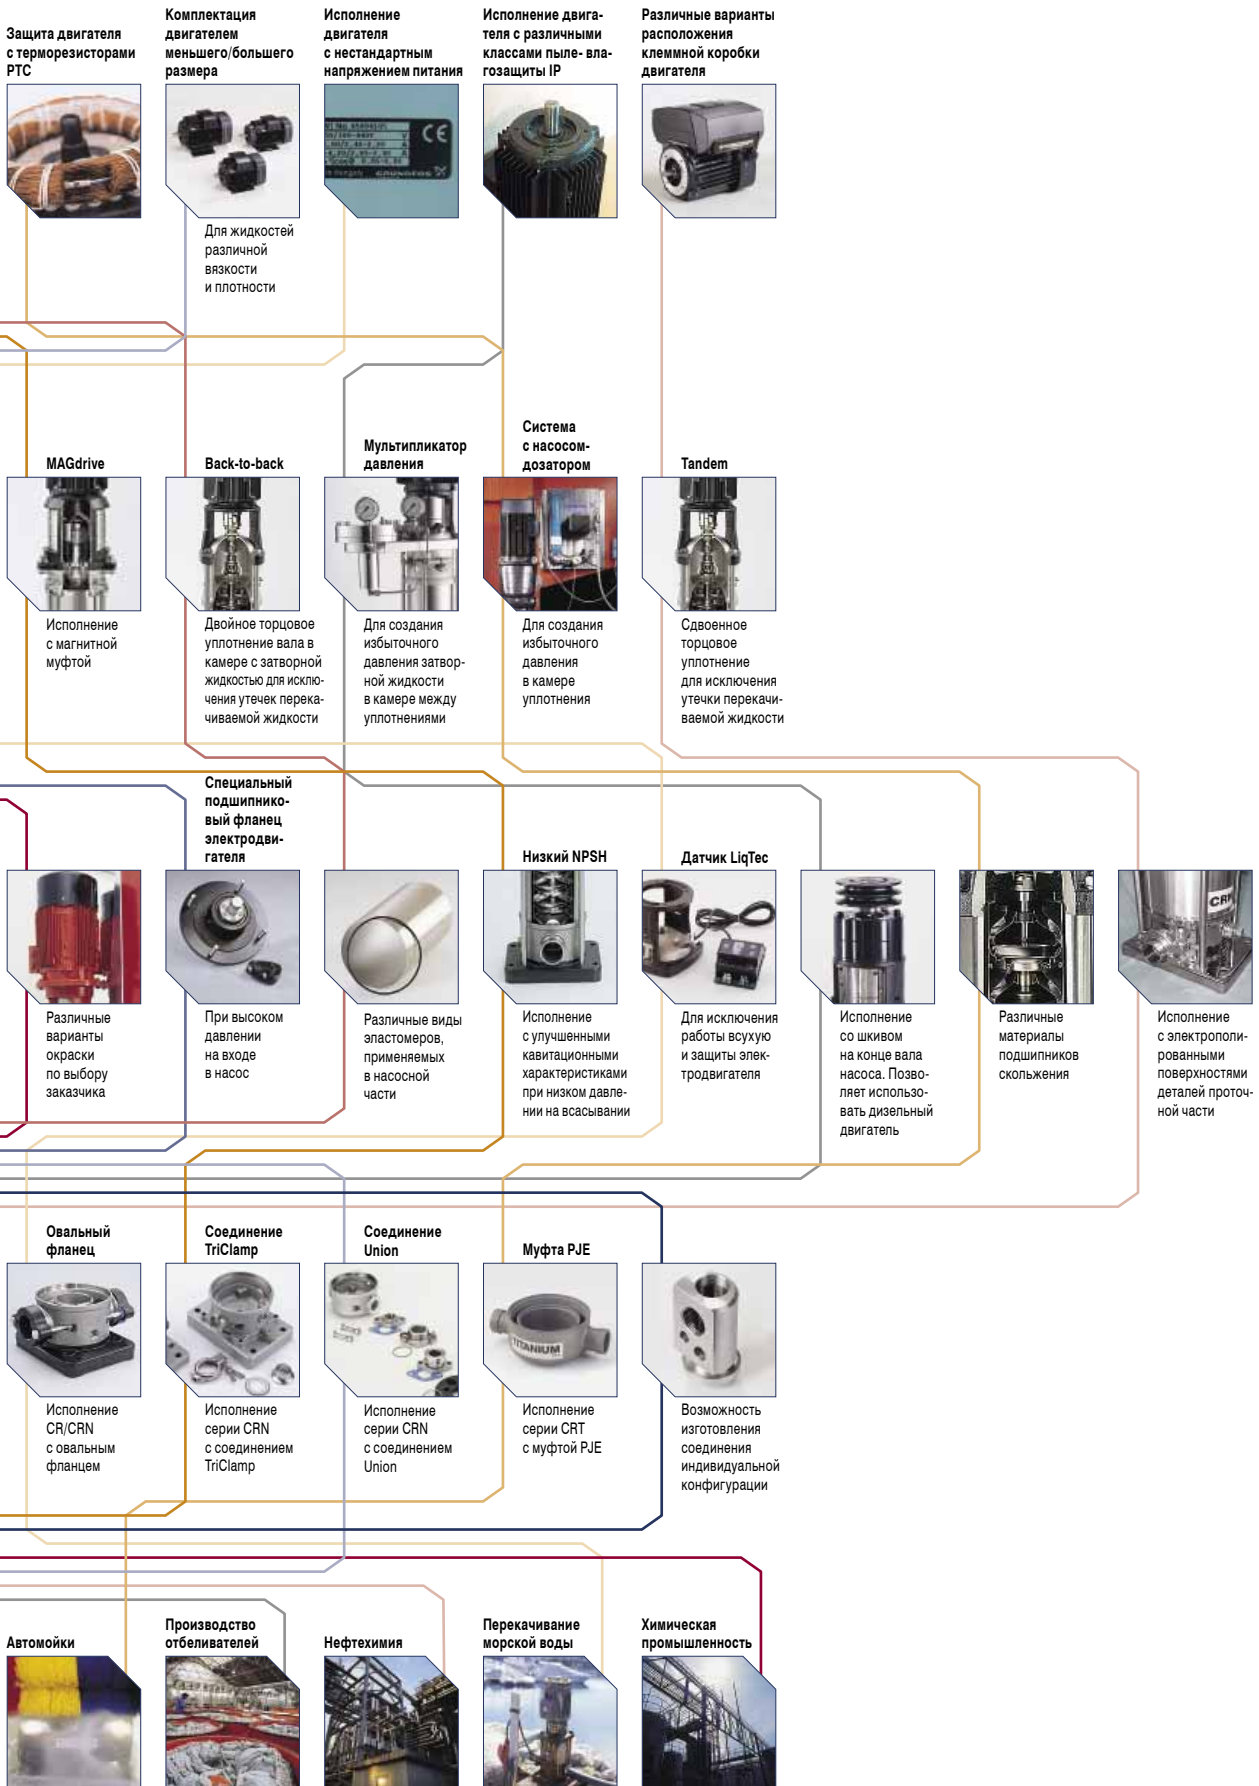 Защита двигателя
с терморезисторами
PTC
Комплектация
двигателем
меньшего/большего
размера
Исполнение
двигателя
с нестандартным
напряжением питания
Исполнение двига-
теля с различными
классами пыле- вла-
гозащиты IP
Различные варианты
расположения
клеммной коробки
двигателя
CE
GRUNDFOS
Для жидкостей
различной
вязкости
и плотности
MAGdrive
Back-to-back
Мультипликатор
давления
Система
с насосом-
дозатором
Tandem
Исполнение
с магнитной
муфтой
Двойное торцовое
уплотнение вала в
камере с затворной
жидкостью для исклю-
чения утечек перека-
чиваемой жидкости
Для создания
избыточного
давления затвор-
ной жидкости
в камере между
уплотнениями
Для создания
избыточного
давления
в камере
уплотнения
Сдвоенное
торцовое
уплотнение
для исключения
утечки перекачи-
ваемой жидкости
Специальный
подшипнико-
вый фланец
электродви-
гателя
Низкий NPSH
Датчик LiqTec
CRN
Различные
варианты
окраски
по выбору
заказчика
При высоком
давлении
на входе
в насос
Различные виды
эластомеров,
применяемых
в насосной
части
Исполнение
с улучшенными
кавитационными
характеристиками
при низком давле-
нии на всасывании
Для исключения
работы всухую
и защиты элек-
тродвигателя
Исполнение
со шкивом
на конце вала
насоса. Позво-
ляет использо-
вать дизельный
двигатель
Различные
материалы
подшипников
скольжения
Исполнение
с электрополи-
рованными
поверхностями
деталей проточ-
ной части
Овальный
фланец
Соединение
TriClamp
Соединение
Union
Муфта PJE
TITANIUM
Исполнение
CR/CRN
с овальным
фланцем
Исполнение
серии CRN
с соединением
TriClamp
Исполнение
серии CRN
с соединением
Union
Исполнение
серии CRT
с муфтой PJE
Возможность
изготовления
соединения
индивидуальной
конфигурации
Автомойки
Производство
отбеливателей
Нефтехимия
Перекачивание
морской воды
Химическая
промышленность